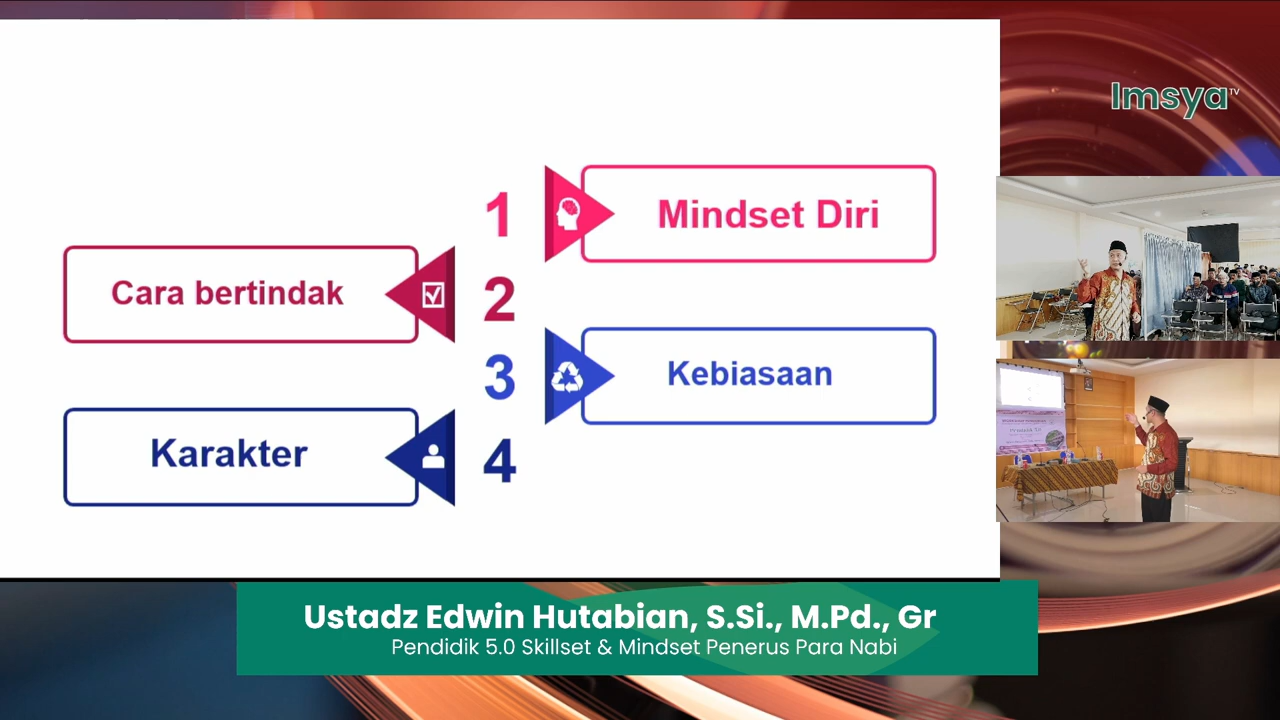 Imsya TV
1
Mindset Diri
Cara bertindak
2
3
Kebiasaan
Karakter
4
Ustadz Edwin Hutabian, S.Si., M.Pd., Gr
Pendidik 5.0 Skillset & Mindset Penerus Para Nabi